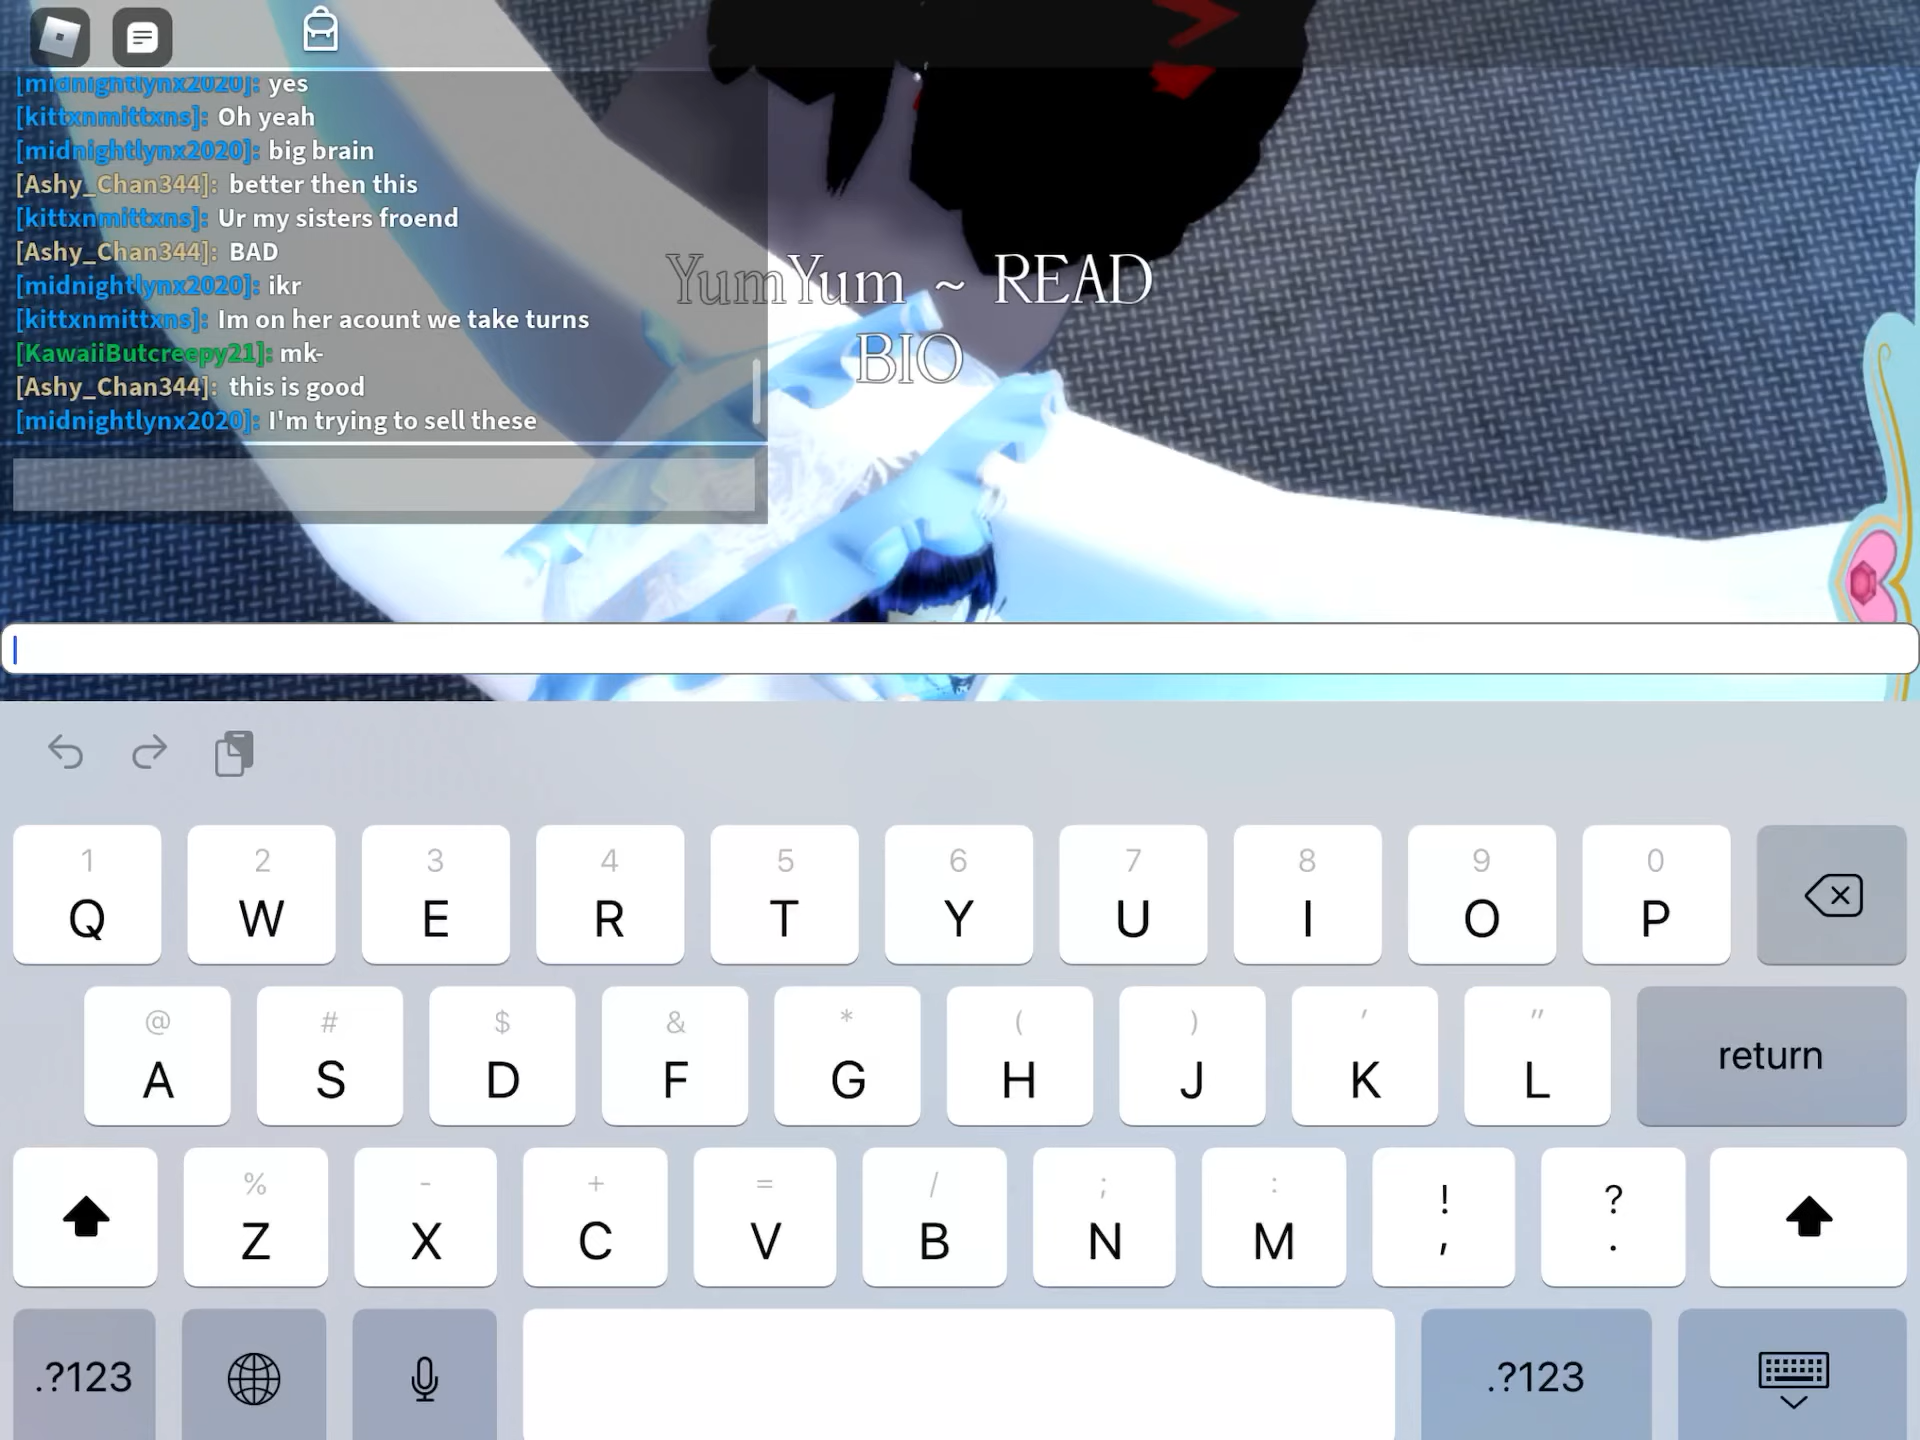 [midnightlynx2020]: yes
[kittxnmittxns]: Oh yeah
[midnightlynx2020]: big brain
[Ashy_Chan344]: better then this
[kittxnmittxns]: Ur my sisters froend
[Ashy_Chan344]: BAD
[midnightlynx2020]: ikr
[kittxnmittxns]: Im on her acount we take turns
[KawaiiButcreepy21]: mk-
[Ashy_Chan344]: this is good
[midnightlynx2020]: I'm trying to sell these
YumYum ~ READ
BIO
1 2 3 4 5 6 7 8 9 0
Q W E R T Y U I O P
@ # $ & * ( ) ' "
A S D F G H J K L return
% - + = / ; : ! ?
Z X C V B N M , .
.?123 .?123